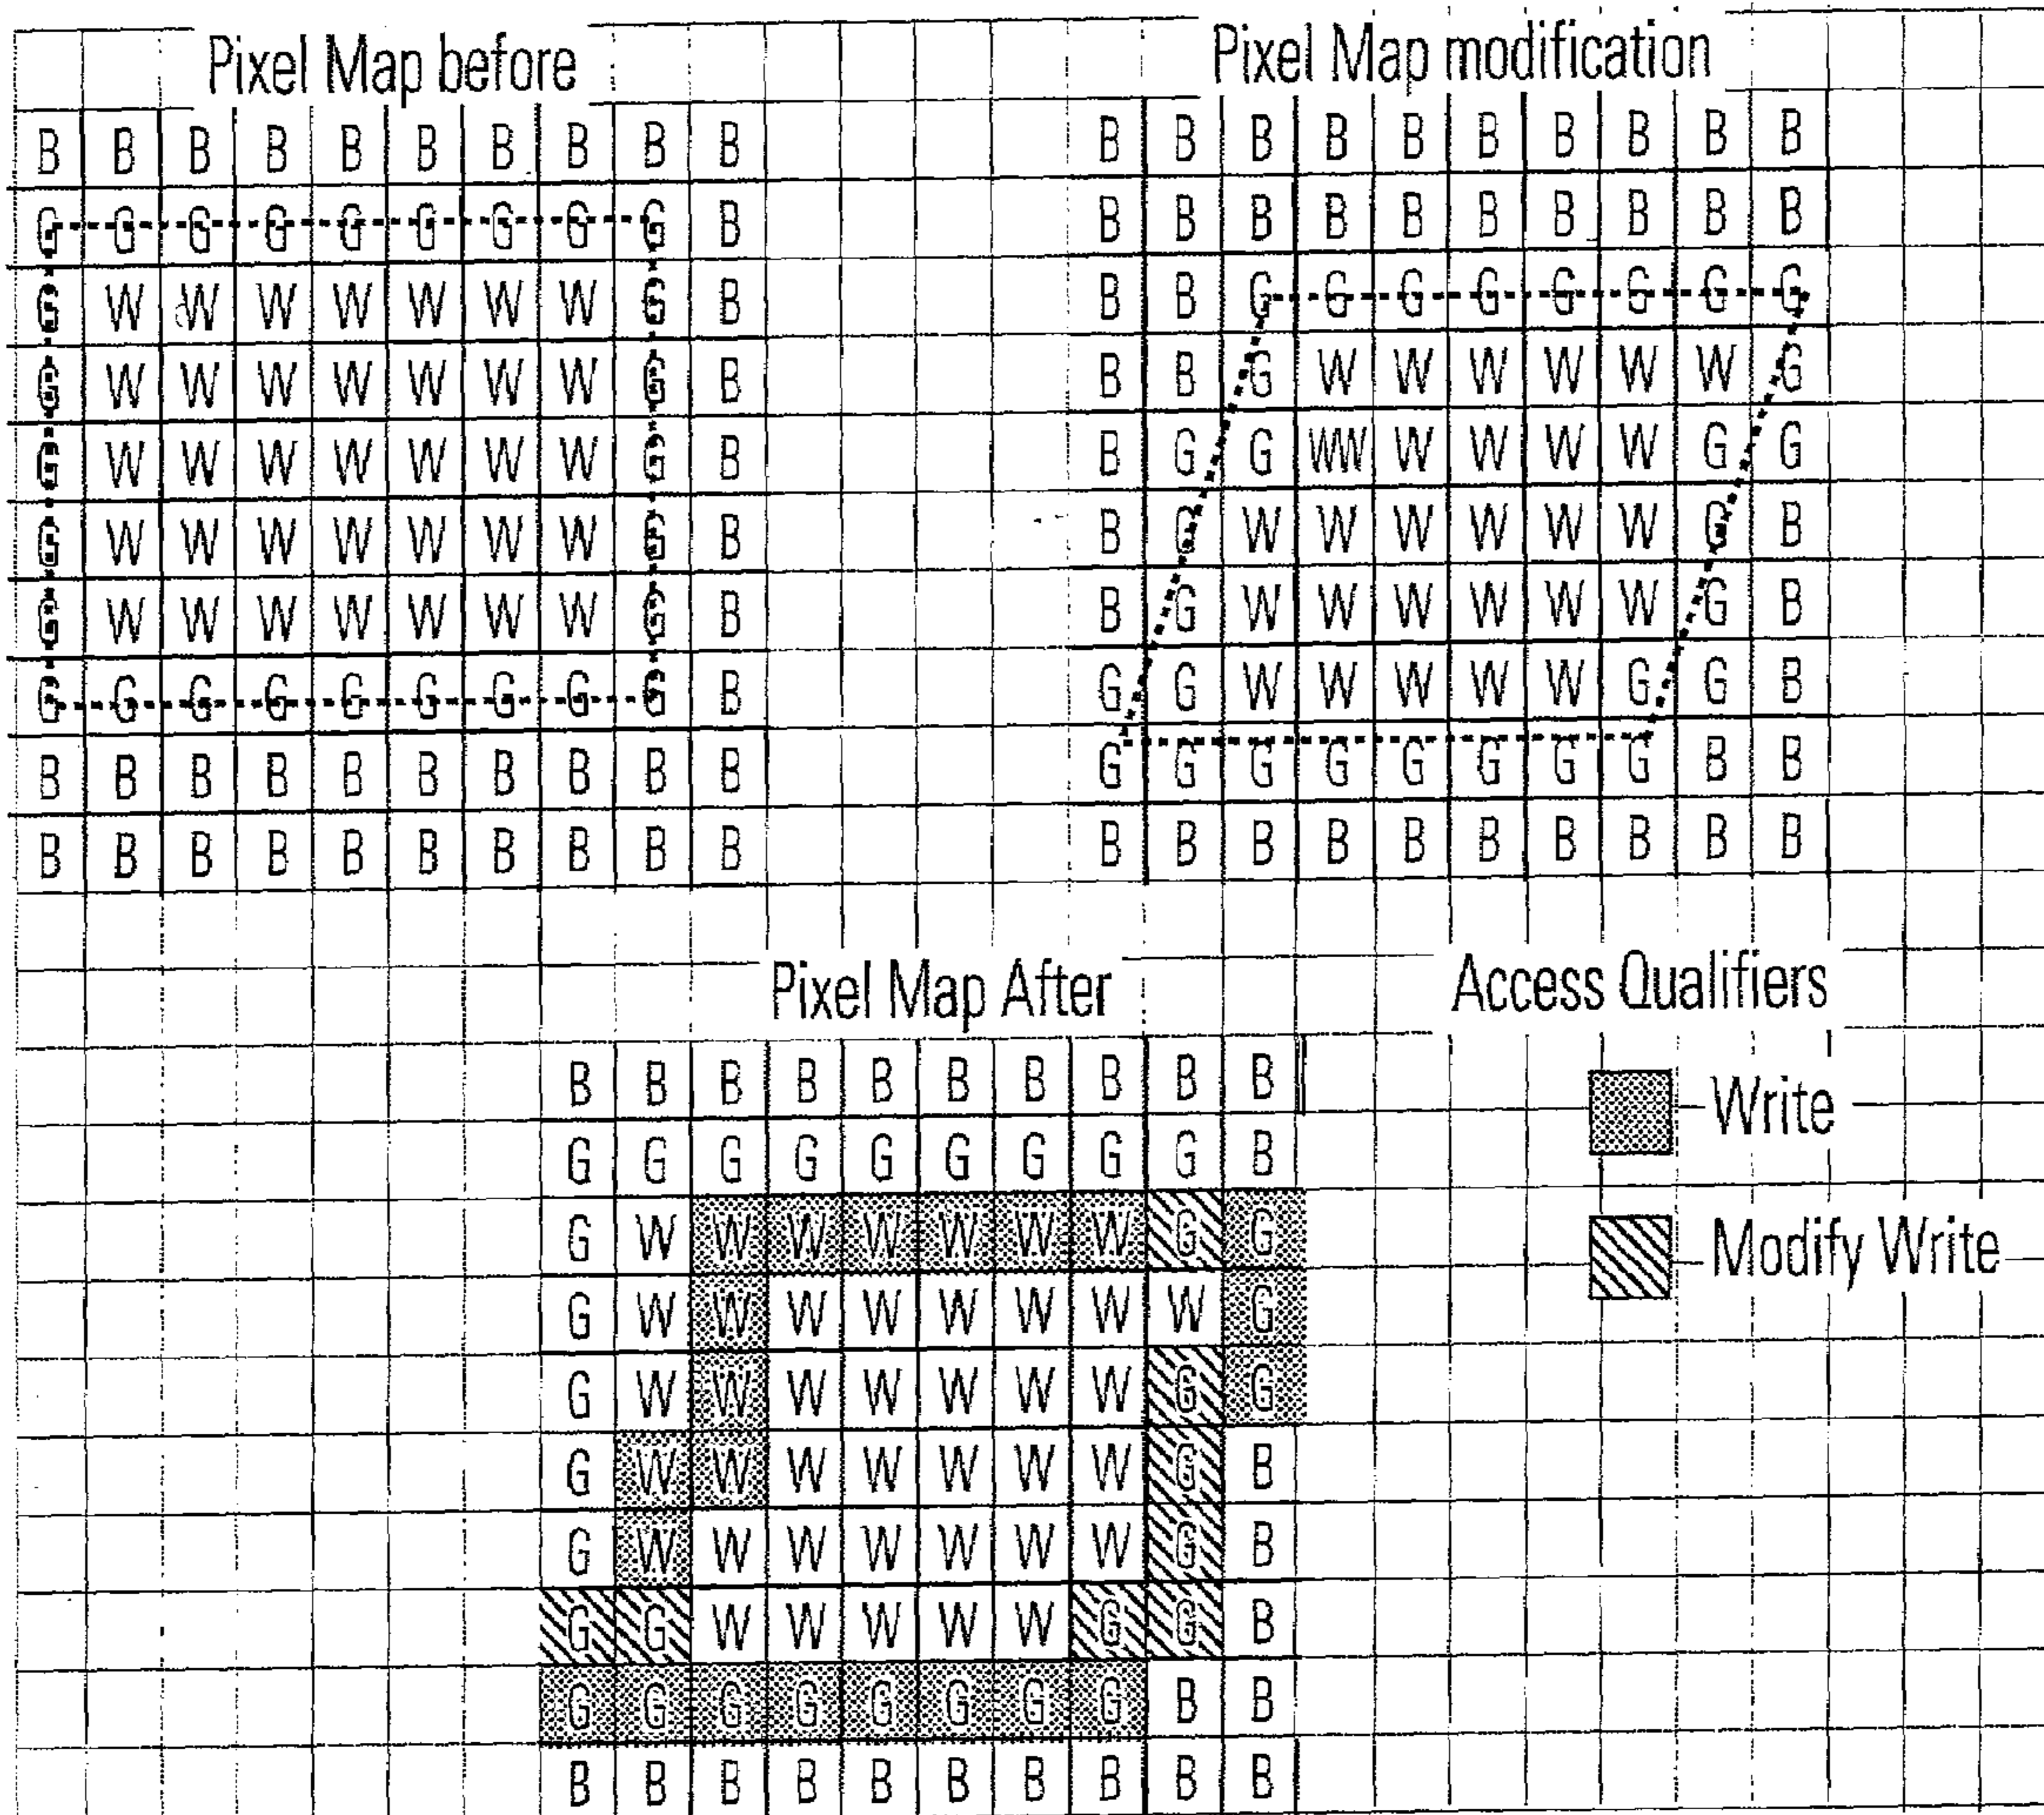 Pixel Map before
B B B B B B B B B B
G G G G G G G G G B
G W W W W W W W G B
G W W W W W W W G B
G W W W W W W W G B
G W W W W W W W G B
G W W W W W W W G B
G G G G G G G G G B
B B B B B B B B B B
B B B B B B B B B B
Pixel Map modification
B B B B B B B B B B
B B B B B B B B B B
B B G G G G G G G G
B B G W W W W W W G
B G G WW W W W W G G
B G W W W W W W G B
B G W W W W W W G B
G G W W W W W G G B
G G G G G G G G B B
B B B B B B B B B B
Pixel Map After
B B B B B B B B B B
G G G G G G G G G B
G W W W W W W W G G
G W W W W W W W W G
G W W W W W W W G G
G W W W W W W W G B
G W W W W W W W G B
G G W W W W W G G B
G G G G G G G G B B
B B B B B B B B B B
Access Qualifiers
Write
Modify Write